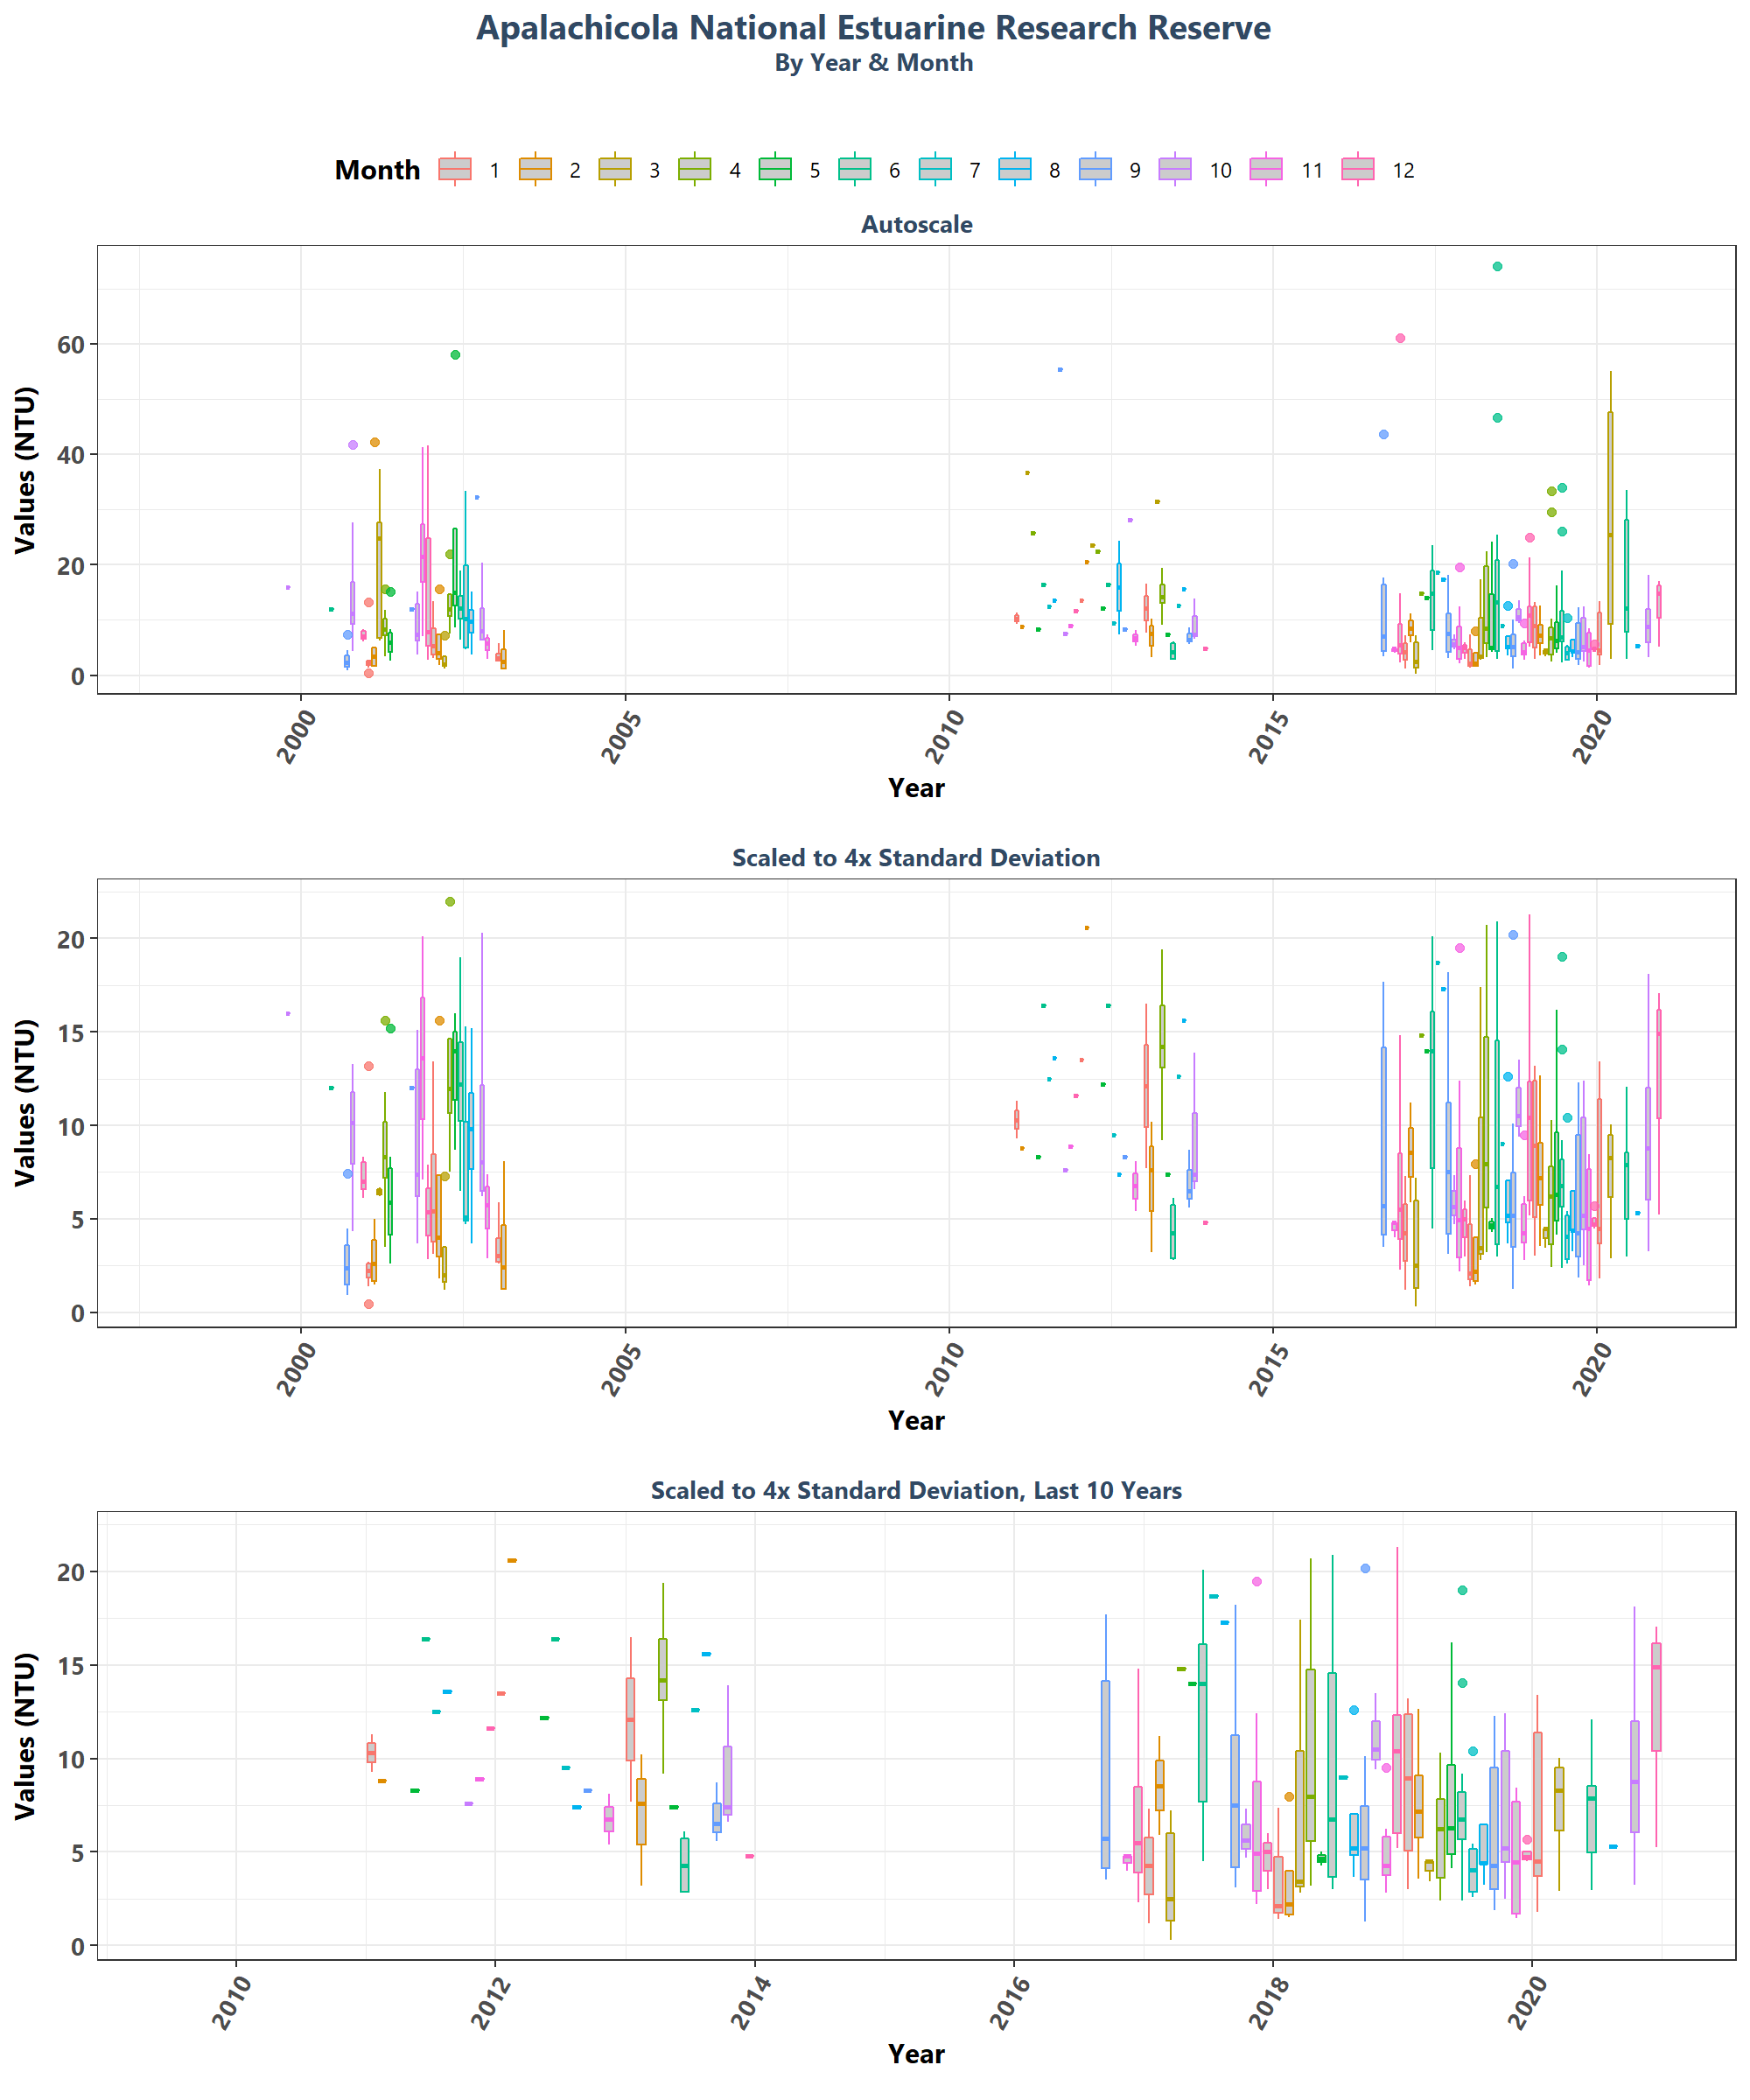 Apalachicola National Estuarine Research Reserve
By Year & Month
Month 1 2 3 4 5 6 7 8 9 10 11 12
Autoscale
Values (NTU)
60
40
20
0
2000 2005 2010 2015 2020
Year
Scaled to 4x Standard Deviation
Values (NTU)
20
15
10
5
0
2000 2005 2010 2015 2020
Year
Scaled to 4x Standard Deviation, Last 10 Years
Values (NTU)
20
15
10
5
0
2010 2012 2014 2016 2018 2020
Year